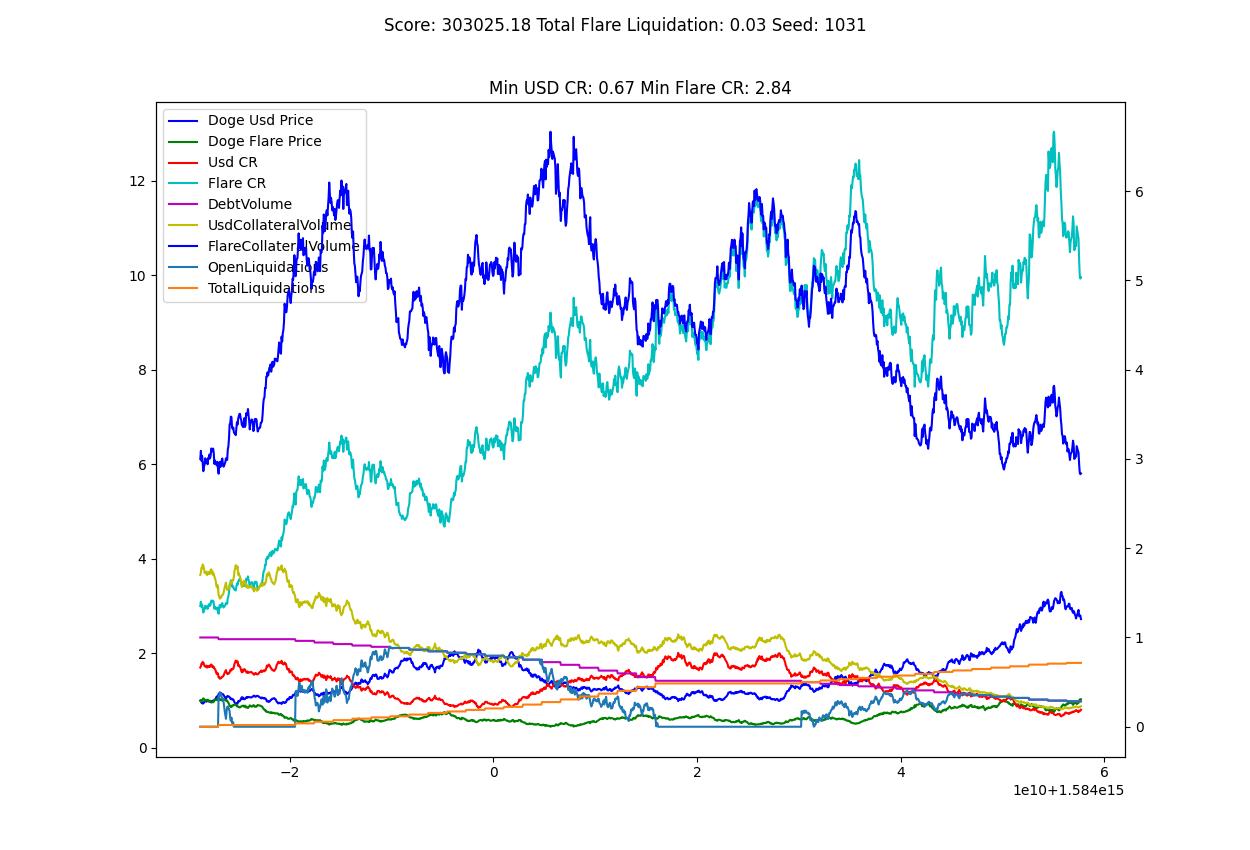 Score: 303025.18 Total Flare Liquidation: 0.03 Seed: 1031
Min USD CR: 0.67 Min Flare CR: 2.84
Doge Usd Price
Doge Flare Price
Usd CR
Flare CR
DebtVolume
UsdCollateralVolume
FlareCollateralVolume
OpenLiquidations
TotalLiquidations
12
10
8
6
4
2
0
6
5
4
3
2
1
0
−2
0
2
4
6
1e10+1.584e15